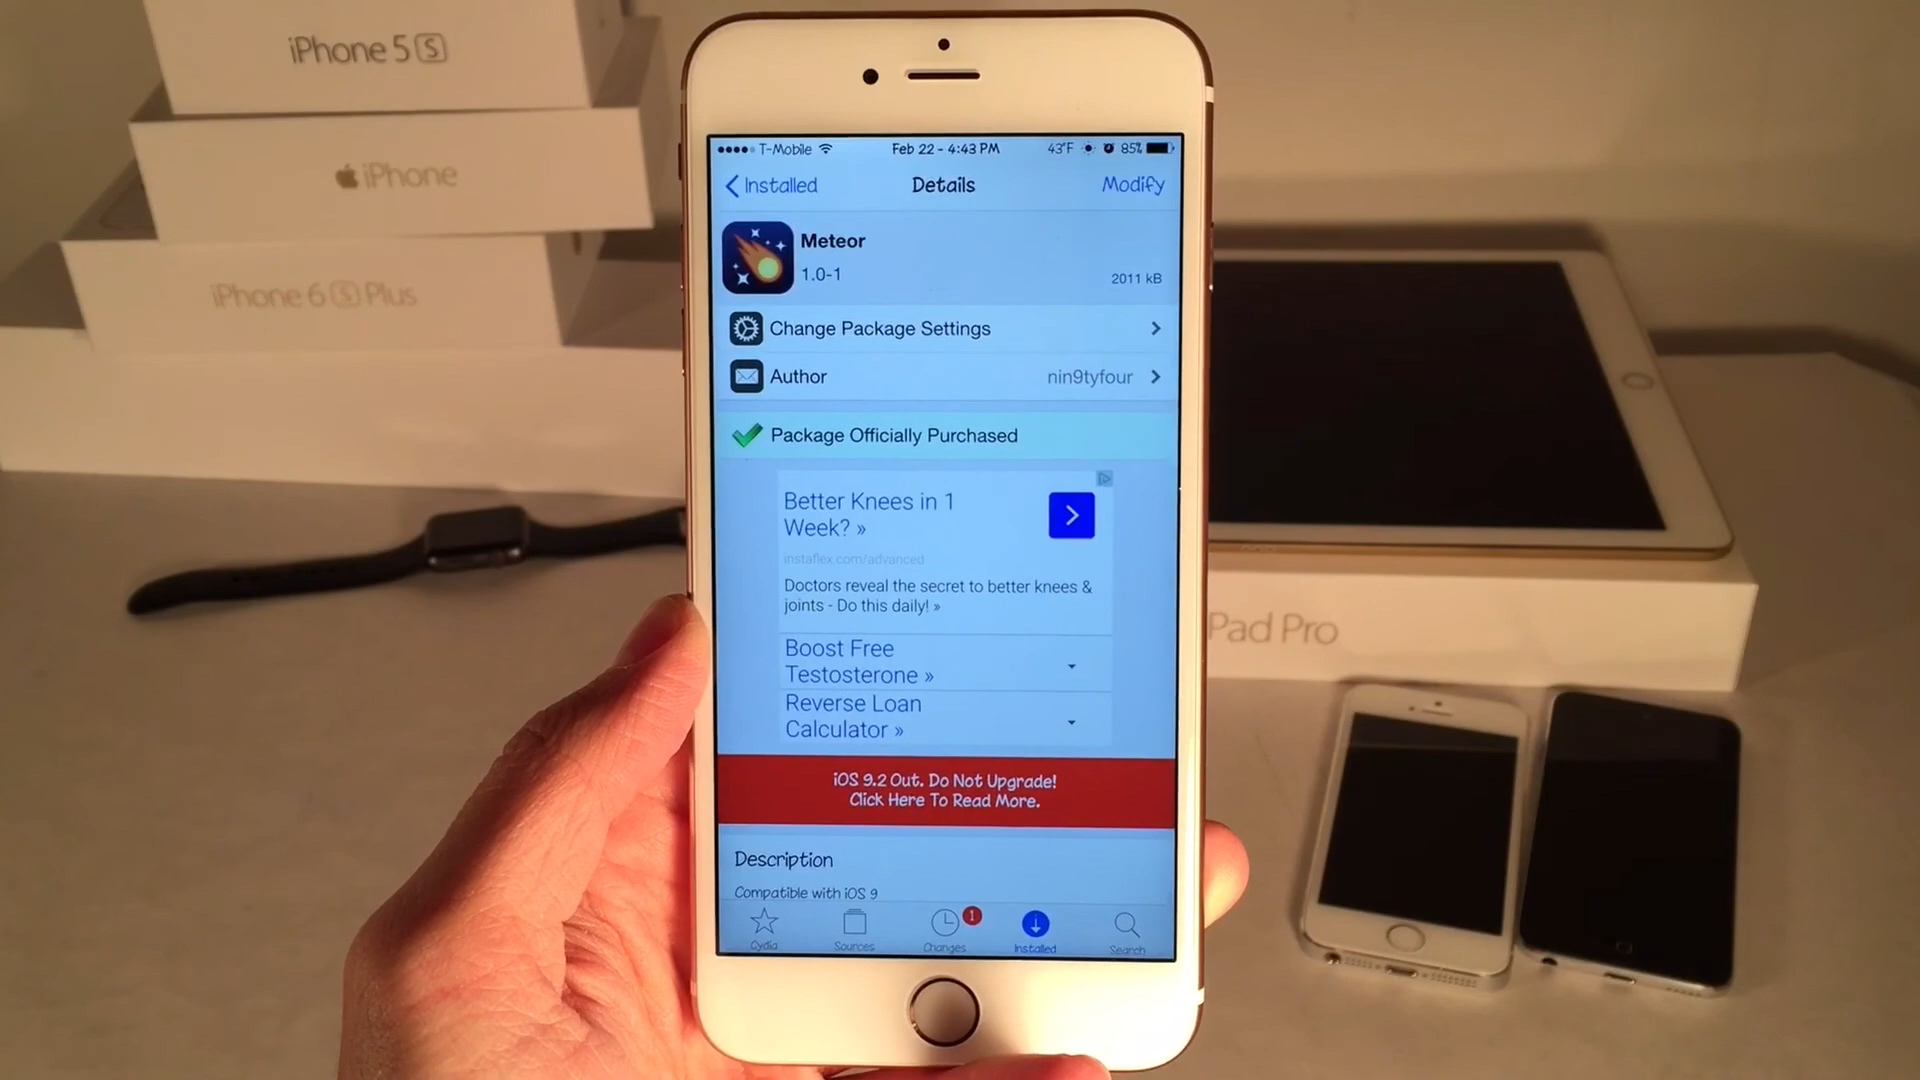 iPhone 5 S
iPhone
iPhone 6 S Plus
T-Mobile
Feb 22 - 4:43 PM
43°F
85%
Installed
Details
Modify
Meteor
1.0-1
2011 kB
Change Package Settings
Author
nin9tyfour
Package Officially Purchased
Better Knees in 1
Week? »
instaflex.com/advanced
Doctors reveal the secret to better knees &
joints - Do this daily! »
Boost Free
Testosterone »
Reverse Loan
Calculator »
iOS 9.2 Out. Do Not Upgrade!
Click Here To Read More.
Description
Compatible with iOS 9
Cydia
Sources
Changes
1
Installed
Search
Pad Pro